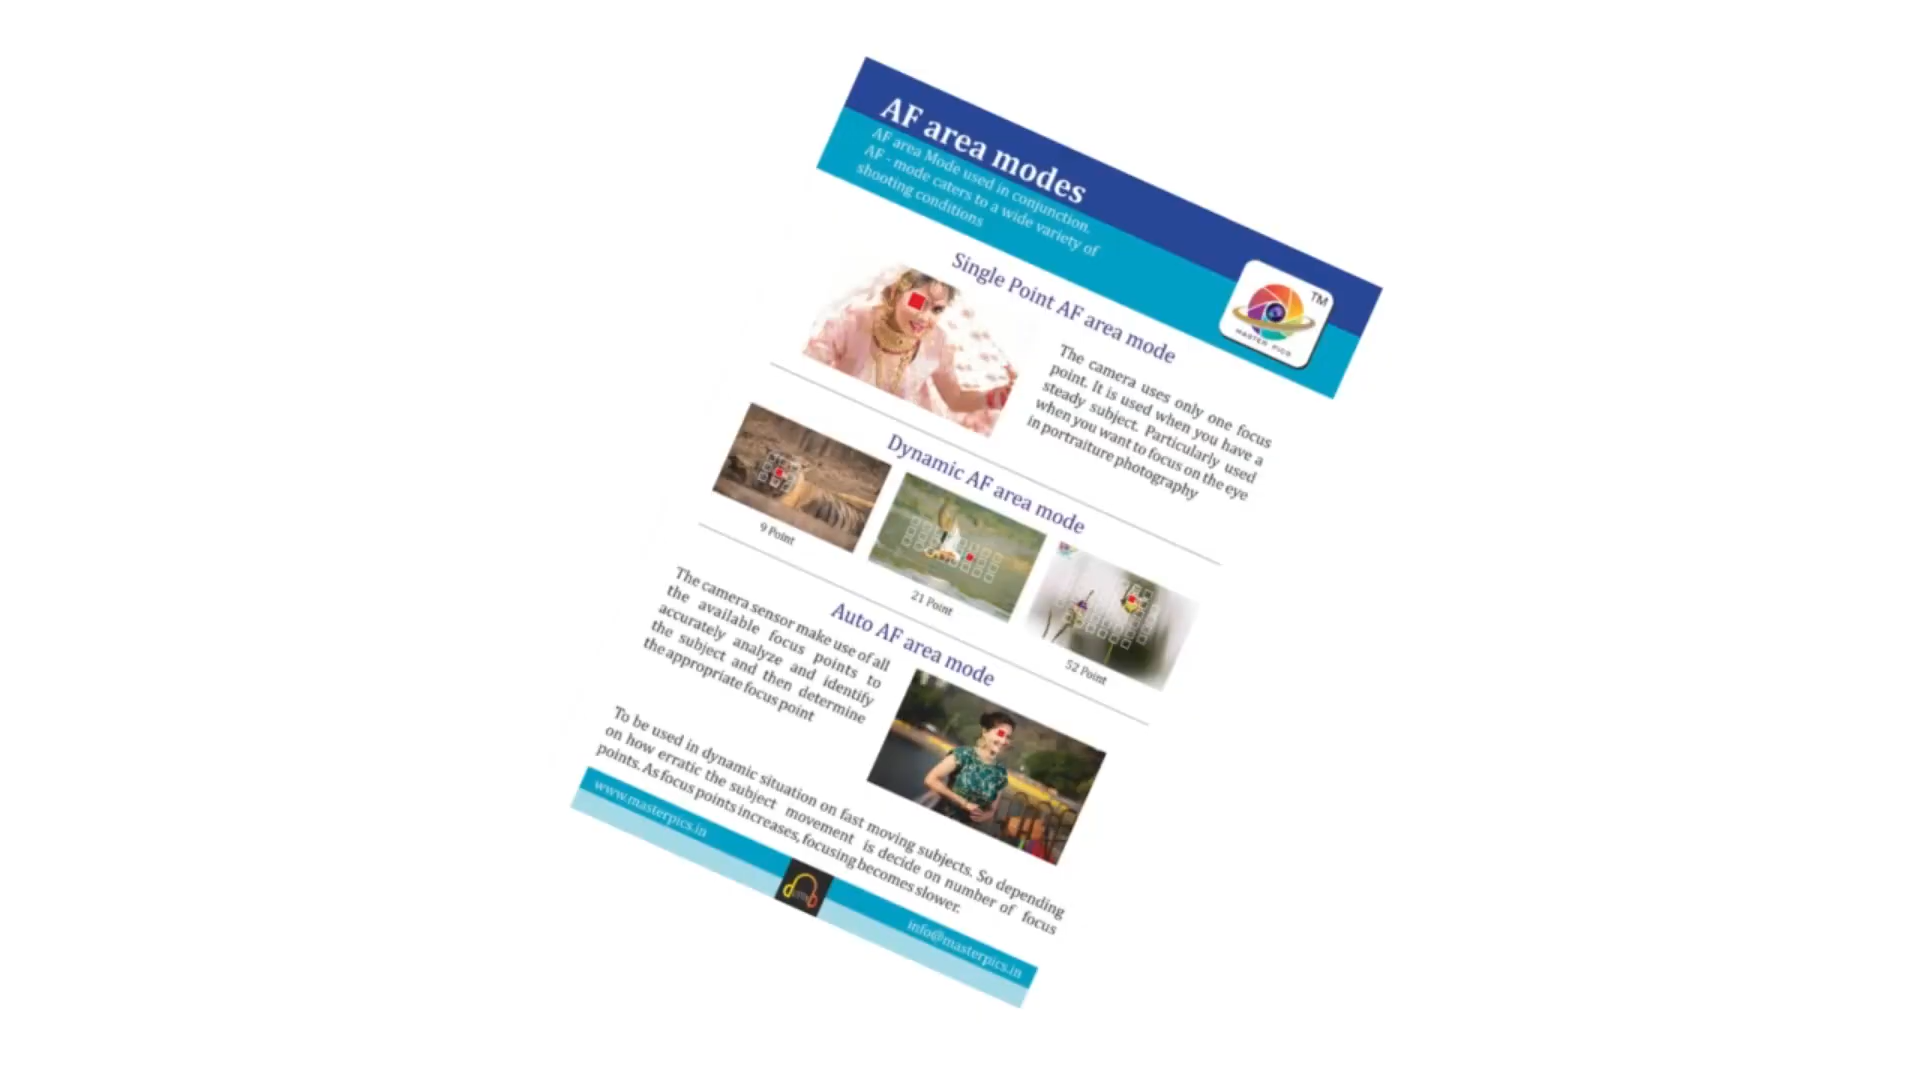 AF area modes
AF area Mode used in conjunction.
AF - mode caters to a wide variety of
shooting conditions
TM
MASTER PICS
Single Point AF area mode
The camera uses only one focus
point. It is used when you have a
steady subject. Particularly used
when you want to focus on the eye
in portraiture photography
Dynamic AF area mode
9 Point
21 Point
52 Point
Auto AF area mode
The camera sensor make use of all
the available focus points to
accurately analyze and identify
the subject and then determine
the appropriate focus point
To be used in dynamic situation on fast moving subjects. So depending
on how erratic the subject movement is decide on number of focus
points. As focus points increases, focusing becomes slower.
www.masterpics.in
info@masterpics.in